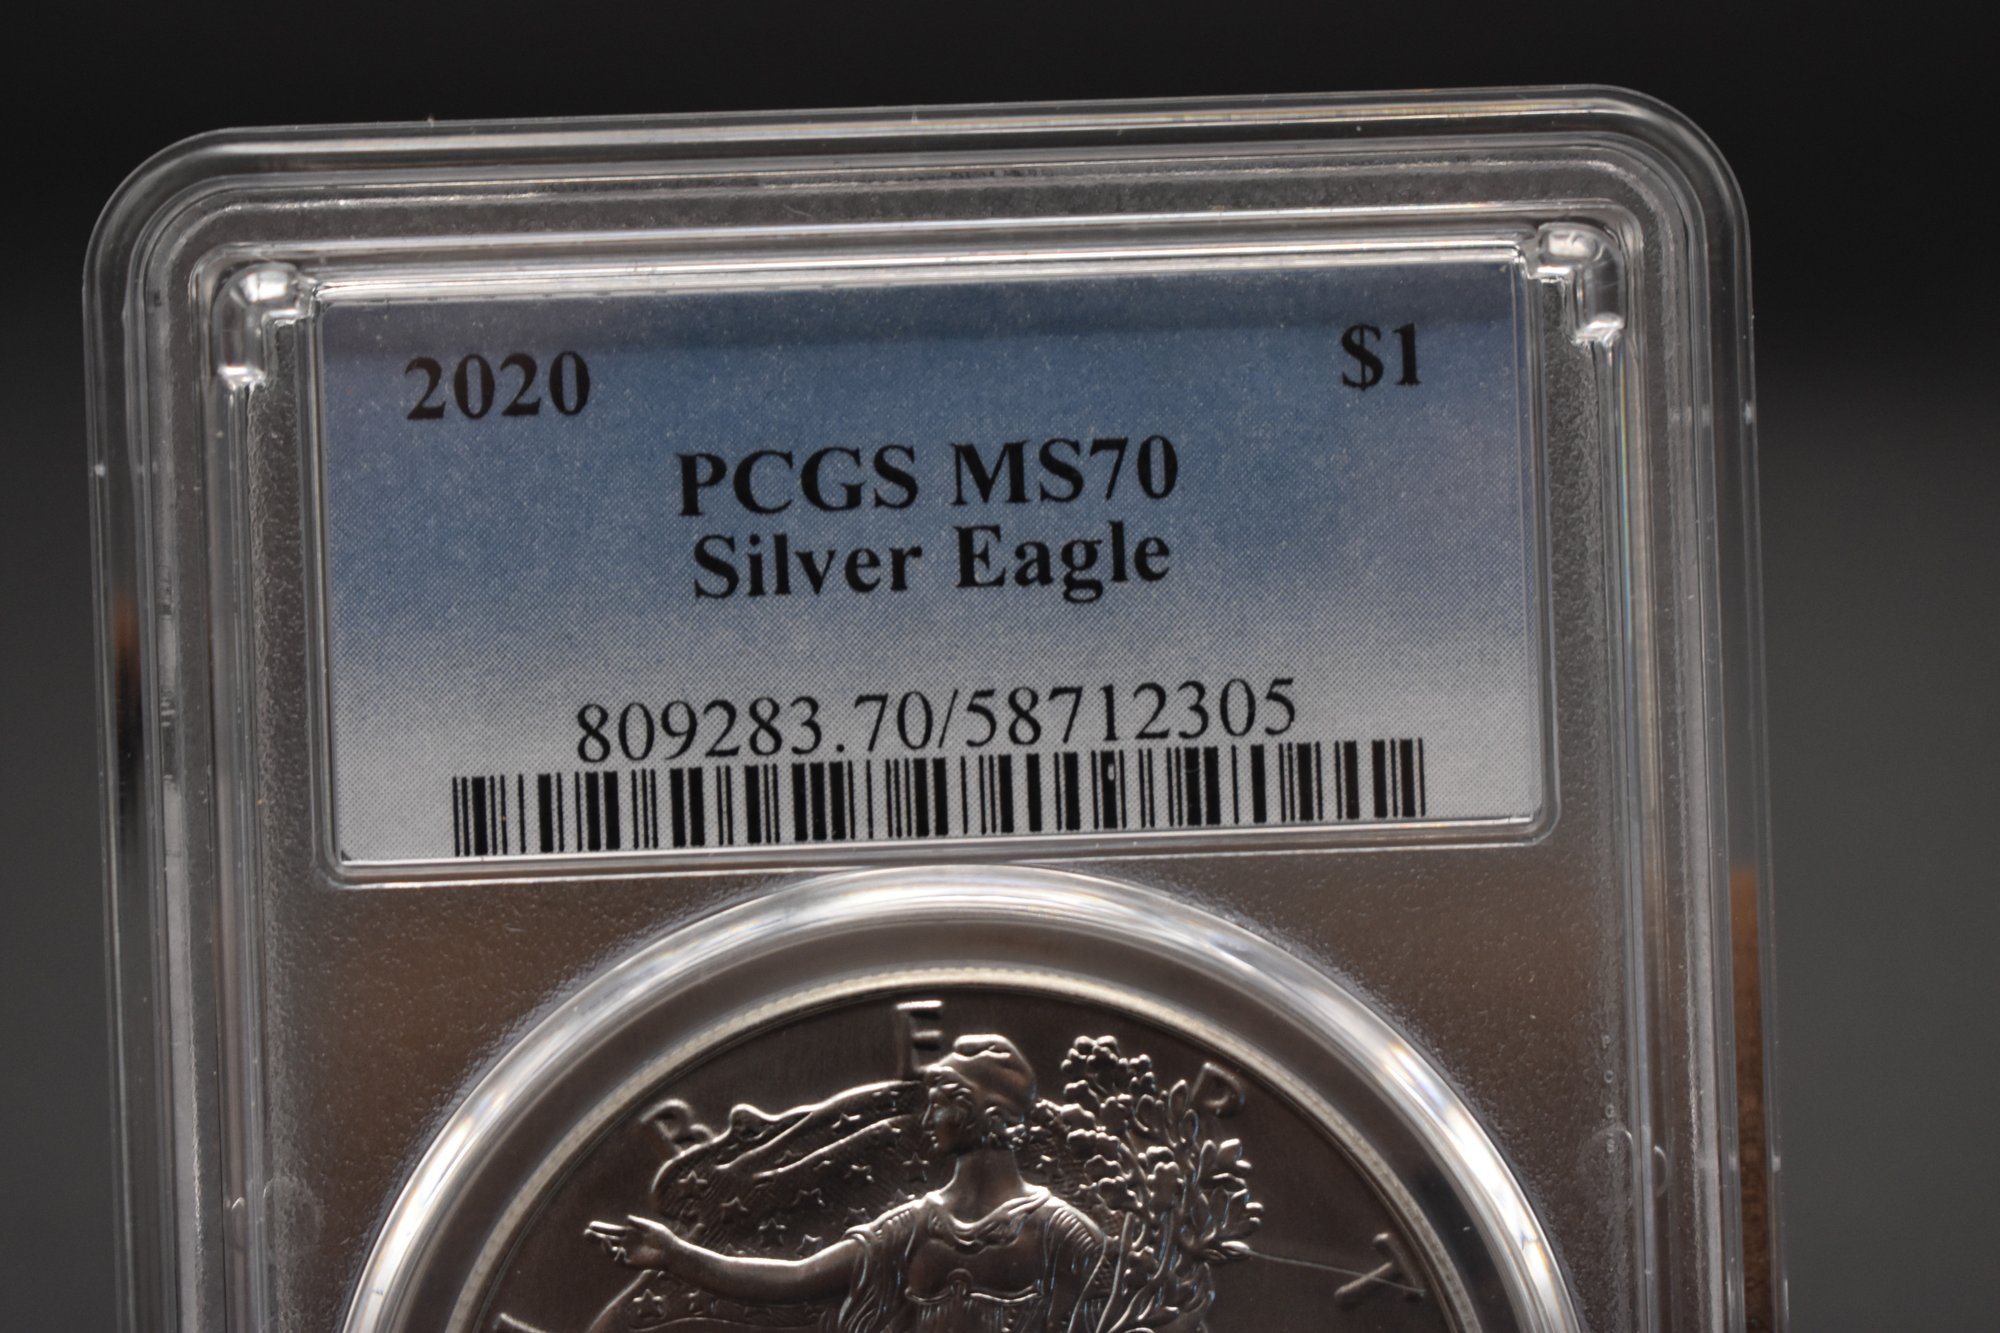 2020 $1
PCGS MS70
Silver Eagle
809283.70/58712305
B E R T Y